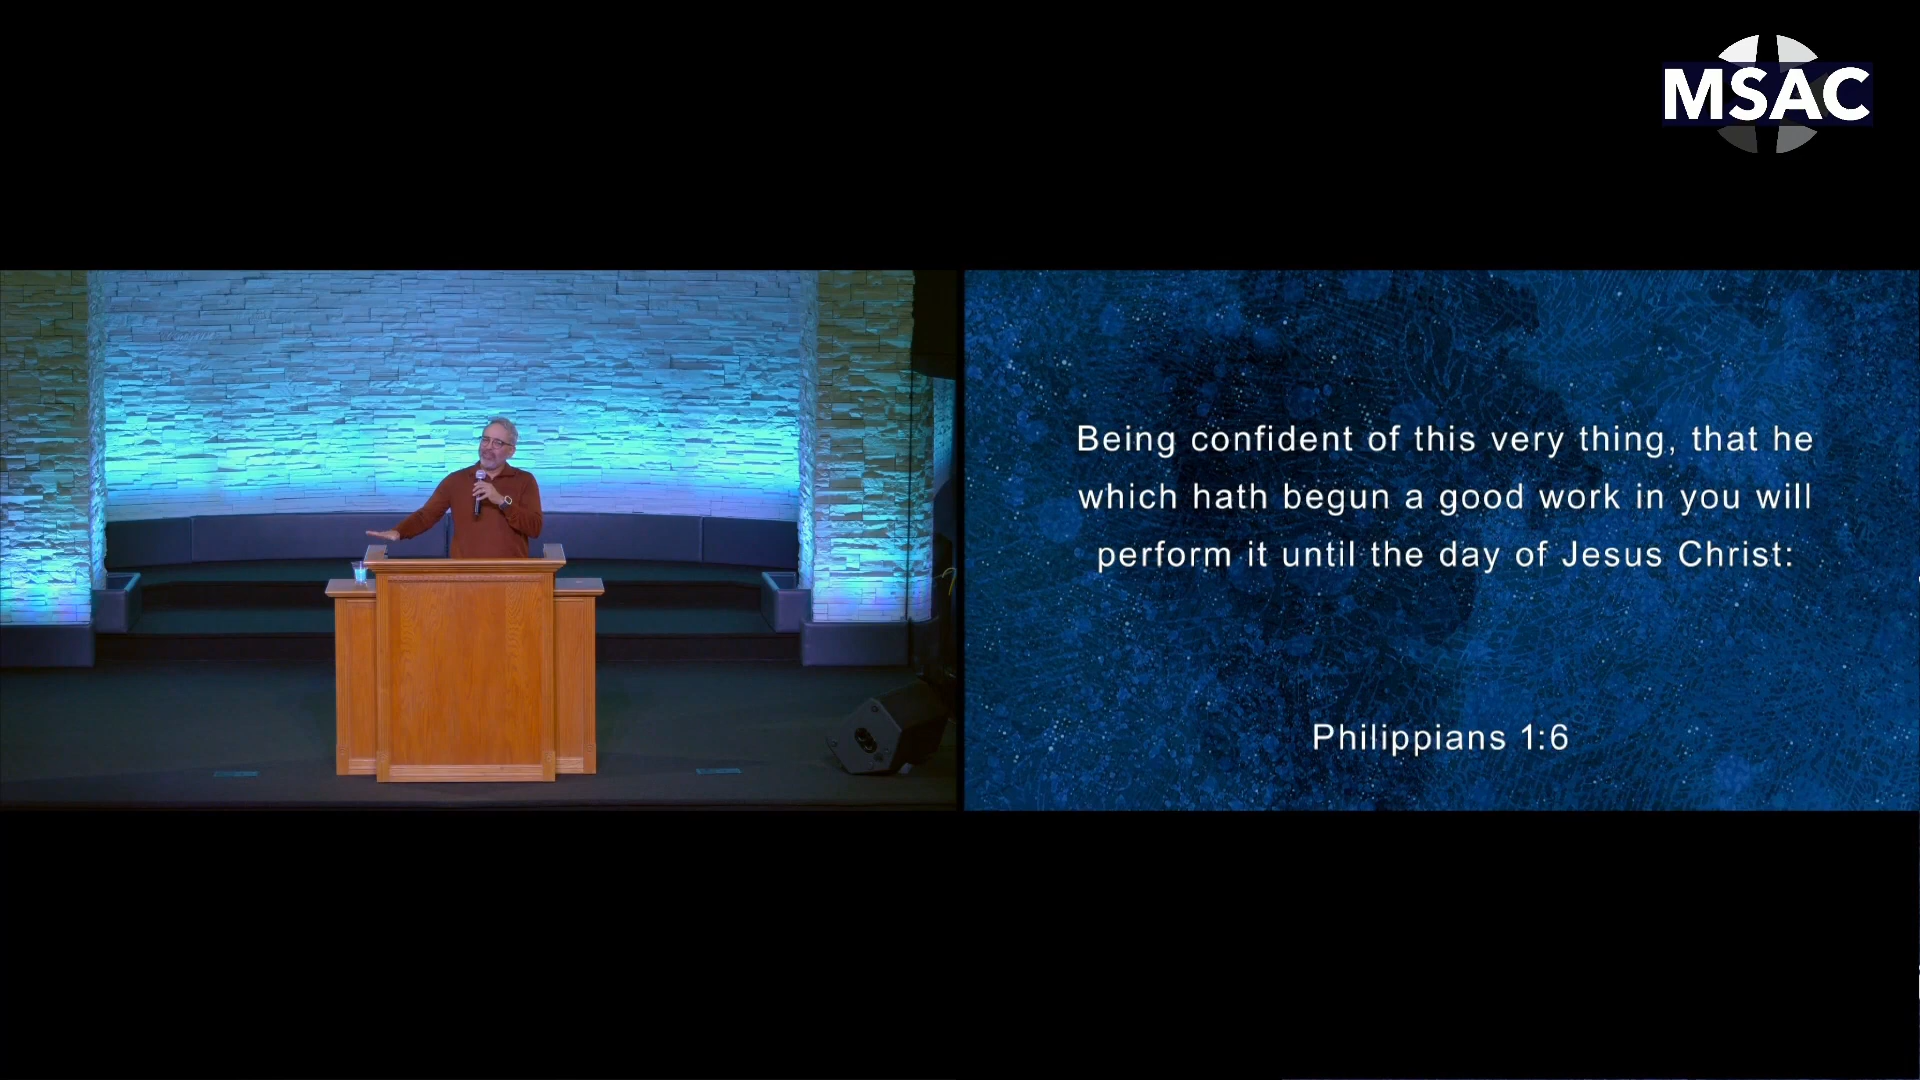 MSAC
Being confident of this very thing, that he
which hath begun a good work in you will
perform it until the day of Jesus Christ:
Philippians 1:6